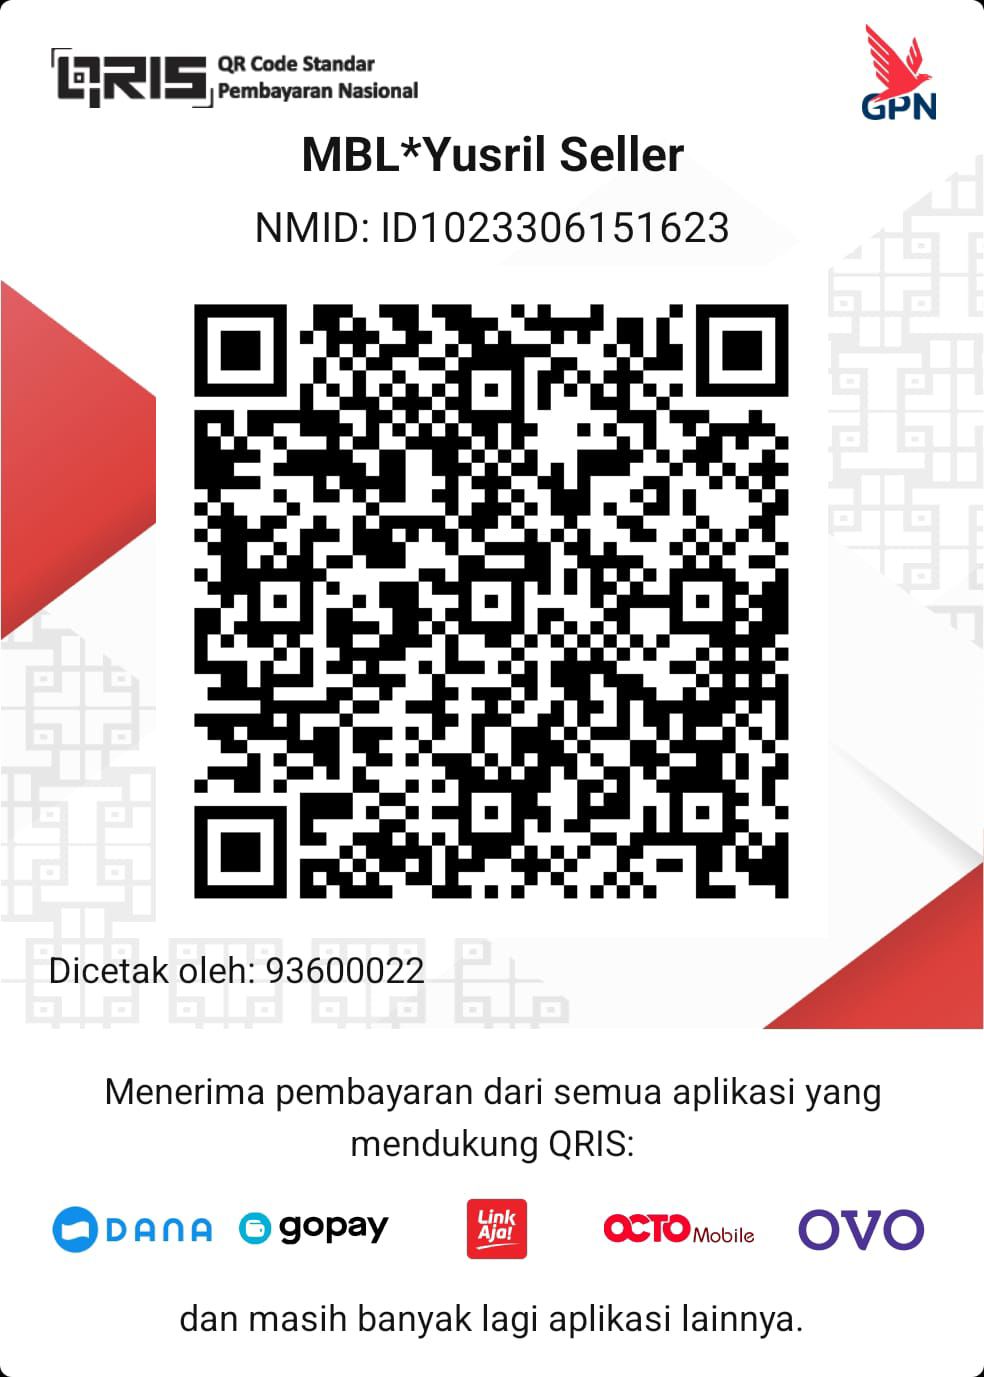 QRIS QR Code Standar
Pembayaran Nasional
GPN
MBL*Yusril Seller
NMID: ID1023306151623
Dicetak oleh: 93600022
Menerima pembayaran dari semua aplikasi yang
mendukung QRIS:
DANA gopay Link Aja! OCTO Mobile OVO
dan masih banyak lagi aplikasi lainnya.